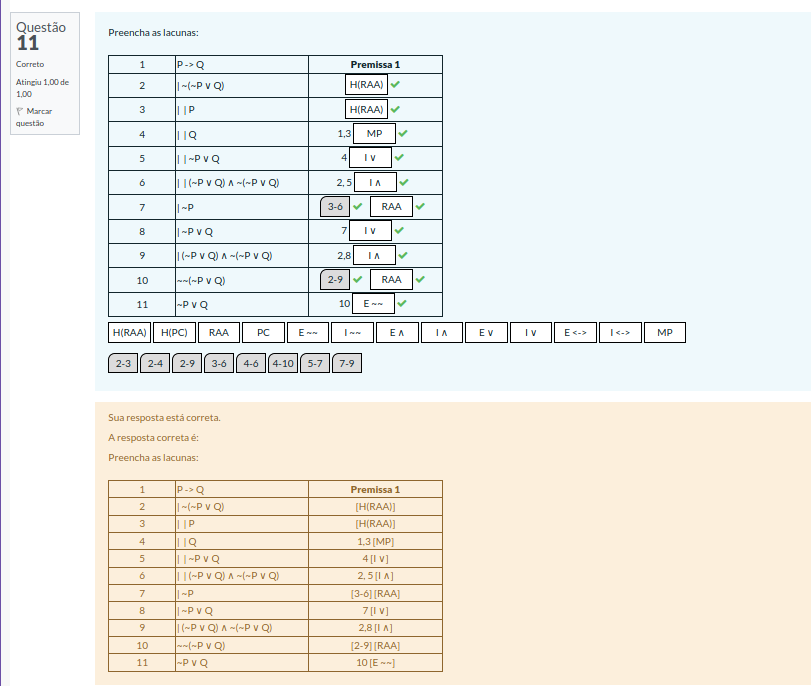 Questão
11
Correto
Atingiu 1,00 de
1,00
Marcar
questão
Preencha as lacunas:
1 P -> Q Premissa 1
2 | ~(~P ∨ Q) H(RAA)
3 | | P H(RAA)
4 | | Q 1,3 MP
5 | | ~P ∨ Q 4 I ∨
6 | | (~P ∨ Q) ∧ ~(~P ∨ Q) 2, 5 I ∧
7 | ~P 3-6 RAA
8 | ~P ∨ Q 7 I ∨
9 | (~P ∨ Q) ∧ ~(~P ∨ Q) 2,8 I ∧
10 ~~(~P ∨ Q) 2-9 RAA
11 ~P ∨ Q 10 E ~~
H(RAA) H(PC) RAA PC E ~~ I ~~ E ∧ I ∧ E ∨ I ∨ E <-> I <-> MP
2-3 2-4 2-9 3-6 4-6 4-10 5-7 7-9
Sua resposta está correta.
A resposta correta é:
Preencha as lacunas:
1 P -> Q Premissa 1
2 | ~(~P ∨ Q) [H(RAA)]
3 | | P [H(RAA)]
4 | | Q 1,3 [MP]
5 | | ~P ∨ Q 4 [I ∨]
6 | | (~P ∨ Q) ∧ ~(~P ∨ Q) 2, 5 [I ∧]
7 | ~P [3-6] [RAA]
8 | ~P ∨ Q 7 [I ∨]
9 | (~P ∨ Q) ∧ ~(~P ∨ Q) 2,8 [I ∧]
10 ~~(~P ∨ Q) [2-9] [RAA]
11 ~P ∨ Q 10 [E ~~]